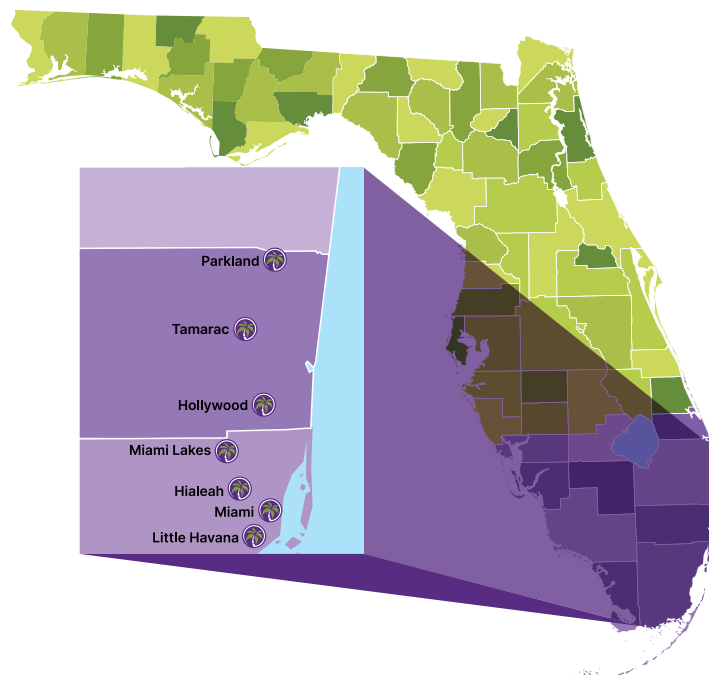 Parkland
Tamarac
Hollywood
Miami Lakes
Hialeah
Miami
Little Havana